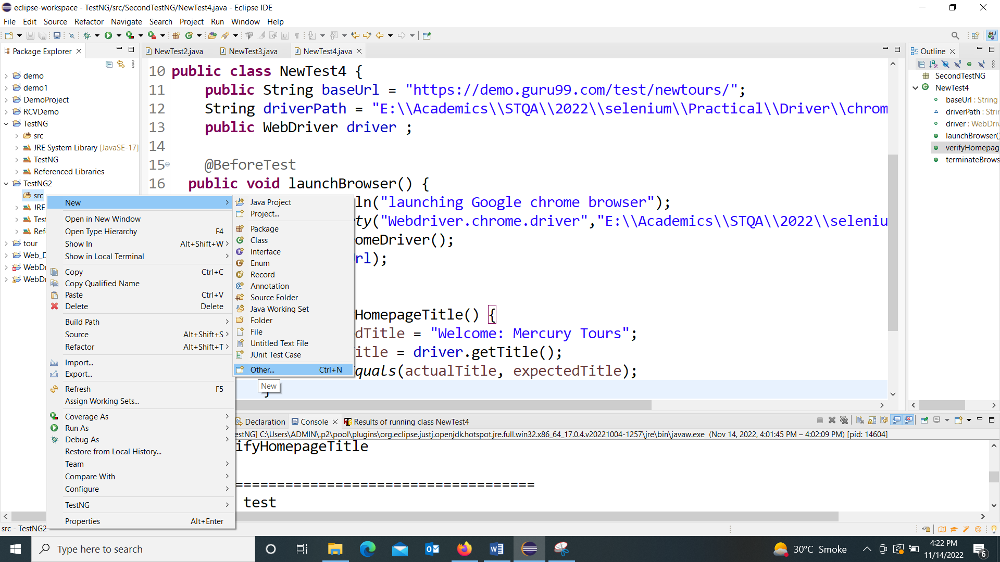 eclipse-workspace - TestNG/src/SecondTestNG/NewTest4.java - Eclipse IDE
File Edit Source Refactor Navigate Search Project Run Window Help
Package Explorer
demo
demo1
DemoProject
RCVDemo
TestNG
src
JRE System Library [JavaSE-17]
TestNG
Referenced Libraries
TestNG2
src
JRE
Tes
Ref
tour
Web_D
WebDr
WebDr
NewTest2.java NewTest3.java NewTest4.java
10 public class NewTest4 {
11 public String baseUrl = "https://demo.guru99.com/test/newtours/";
12 String driverPath = "E:\\Academics\\STQA\\2022\\selenium\\Practical\\Driver\\chrom
13 public WebDriver driver ;
14
15 @BeforeTest
16 public void launchBrowser() {
ln("launching Google chrome browser");
ty("Webdriver.chrome.driver","E:\\Academics\\STQA\\2022\\seleniu
omeDriver();
rl);
HomepageTitle() {
dTitle = "Welcome: Mercury Tours";
itle = driver.getTitle();
quals(actualTitle, expectedTitle);
}
New
Open in New Window
Open Type Hierarchy F4
Show In Alt+Shift+W
Show in Local Terminal
Copy Ctrl+C
Copy Qualified Name
Paste Ctrl+V
Delete Delete
Build Path
Source Alt+Shift+S
Refactor Alt+Shift+T
Import...
Export...
Refresh F5
Assign Working Sets...
Coverage As
Run As
Debug As
Restore from Local History...
Team
Compare With
Configure
TestNG
Properties Alt+Enter
Java Project
Project...
Package
Class
Interface
Enum
Record
Annotation
Source Folder
Java Working Set
Folder
File
Untitled Text File
JUnit Test Case
Other... Ctrl+N
New
Outline
SecondTestNG
NewTest4
baseUrl : String
driverPath : Strin
driver : WebDriv
launchBrowser()
verifyHomepag
terminateBrows
Declaration Console Results of running class NewTest4
estNG] C:\Users\ADMIN\.p2\pool\plugins\org.eclipse.justj.openjdk.hotspot.jre.full.win32.x86_64_17.0.4.v20221004-1257\jre\bin\javaw.exe (Nov 14, 2022, 4:01:45 PM – 4:02:09 PM) [pid: 14604]
ifyHomepageTitle
====================================
test
src - TestNG2
Type here to search
30°C Smoke
4:22 PM
11/14/2022
6